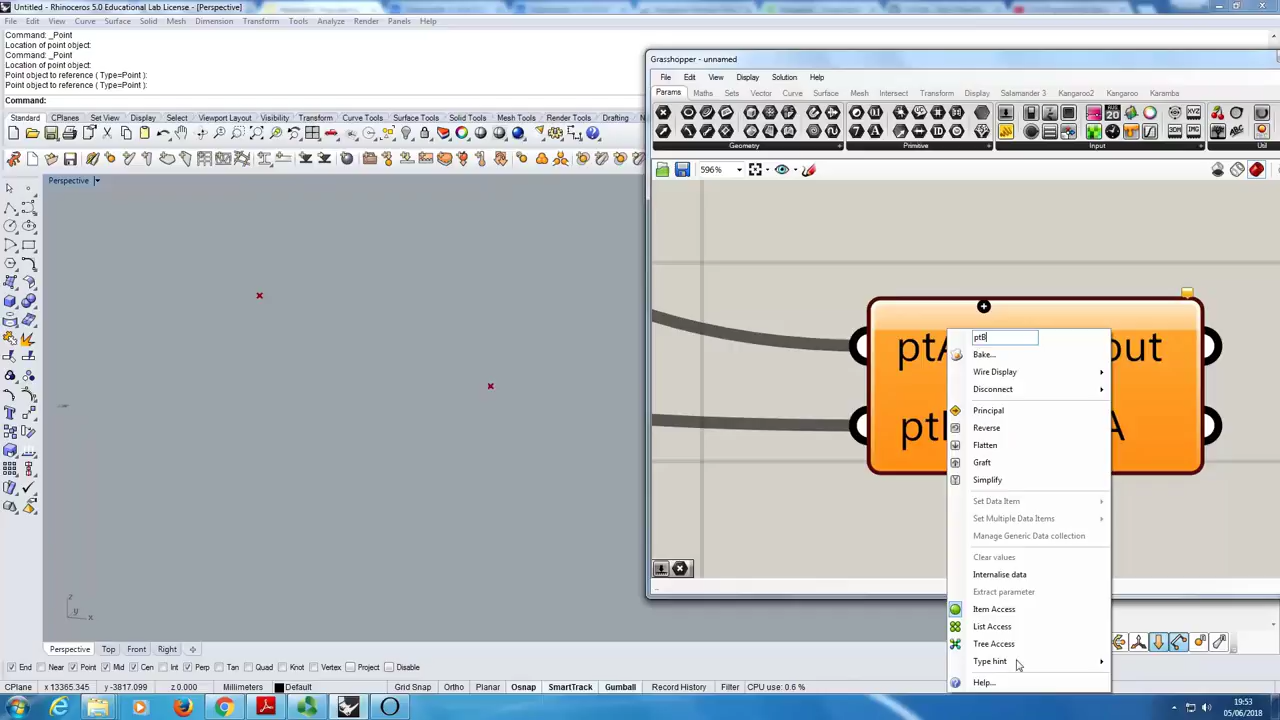 Untitled - Rhinoceros 5.0 Educational Lab License - [Perspective]
File Edit View Curve Surface Solid Mesh Dimension Transform Tools Analyze Render Panels Help
Command: _Point
Location of point object:
Command: _Point
Location of point object:
Point object to reference ( Type=Point ):
Point object to reference ( Type=Point ):
Command:
Standard CPlanes Set View Display Select Viewport Layout Visibility Transform Curve Tools Surface Tools Solid Tools Mesh Tools Render Tools Drafting
Perspective
Grasshopper - unnamed
File Edit View Display Solution Help
Params Maths Sets Vector Curve Surface Mesh Intersect Transform Display Salamander 3 Kangaroo2 Kangaroo Karamba
Geometry Primitive Input Util
596%
out
A
ptB
Bake...
Wire Display
Disconnect
Principal
Reverse
Flatten
Graft
Simplify
Set Data Item
Set Multiple Data Items
Manage Generic Data collection
Clear values
Internalise data
Extract parameter
Item Access
List Access
Tree Access
Type hint
Help...
z
y x
Perspective Top Front Right
End Near Point Mid Cen Int Perp Tan Quad Knot Vertex Project Disable
CPlane x 13365.345 y -3817.099 z 0.000 Millimeters Default Grid Snap Ortho Planar Osnap SmartTrack Gumball Record History Filter CPU use: 0.6 %
19:53
05/06/2018